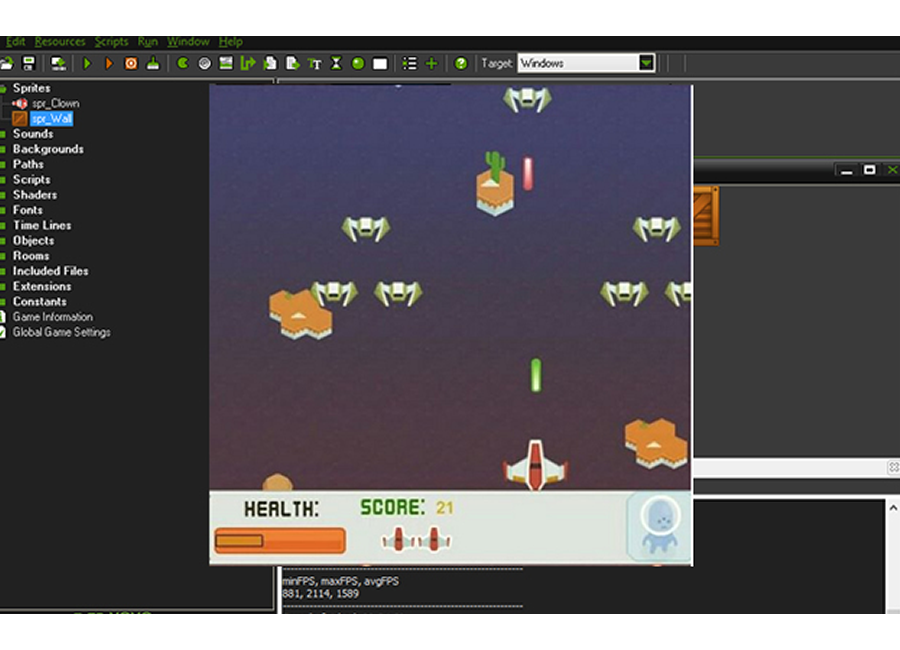 Edit Resources Scripts Run Window Help
Target: Windows
Sprites
spr_Clown
spr_Wall
Sounds
Backgrounds
Paths
Scripts
Shaders
Fonts
Time Lines
Objects
Rooms
Included Files
Extensions
Constants
Game Information
Global Game Settings
HEALTH: SCORE: 21
minFPS, maxFPS, avgFPS
881, 2114, 1589